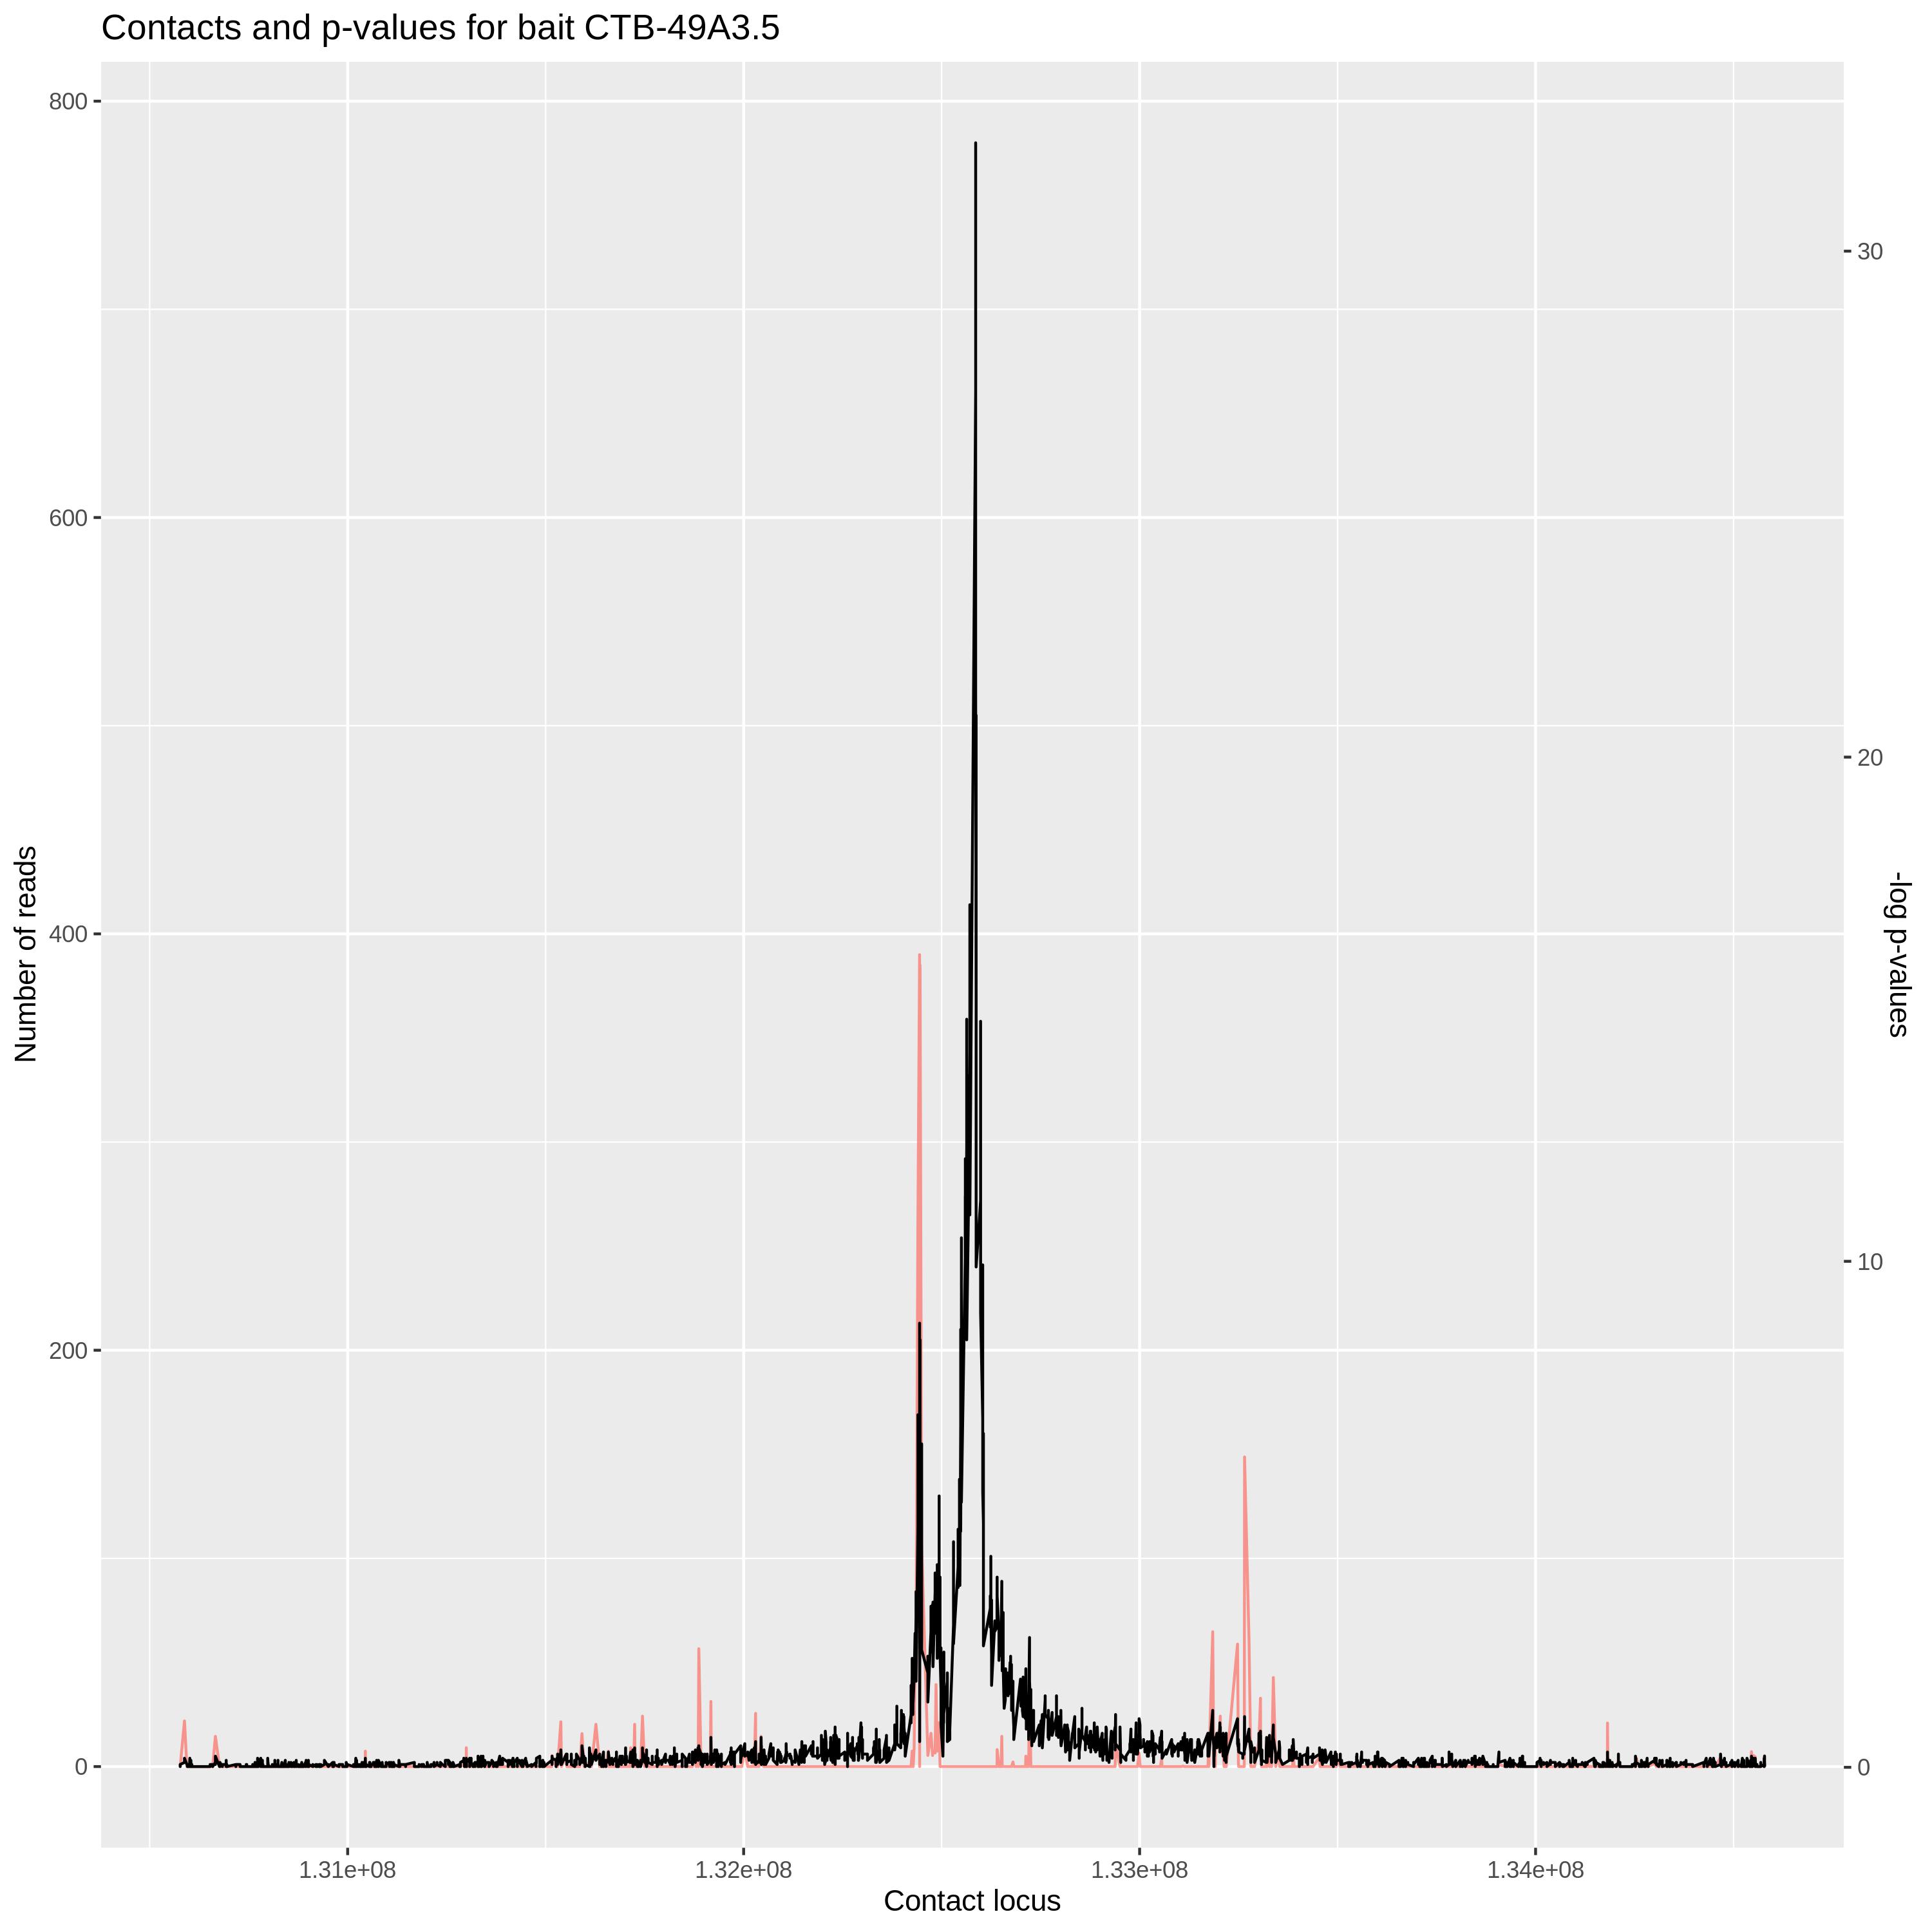 Contacts and p-values for bait CTB-49A3.5
800
600
400
200
0
Number of reads
30
20
10
0
-log p-values
1.31e+08
1.32e+08
1.33e+08
1.34e+08
Contact locus